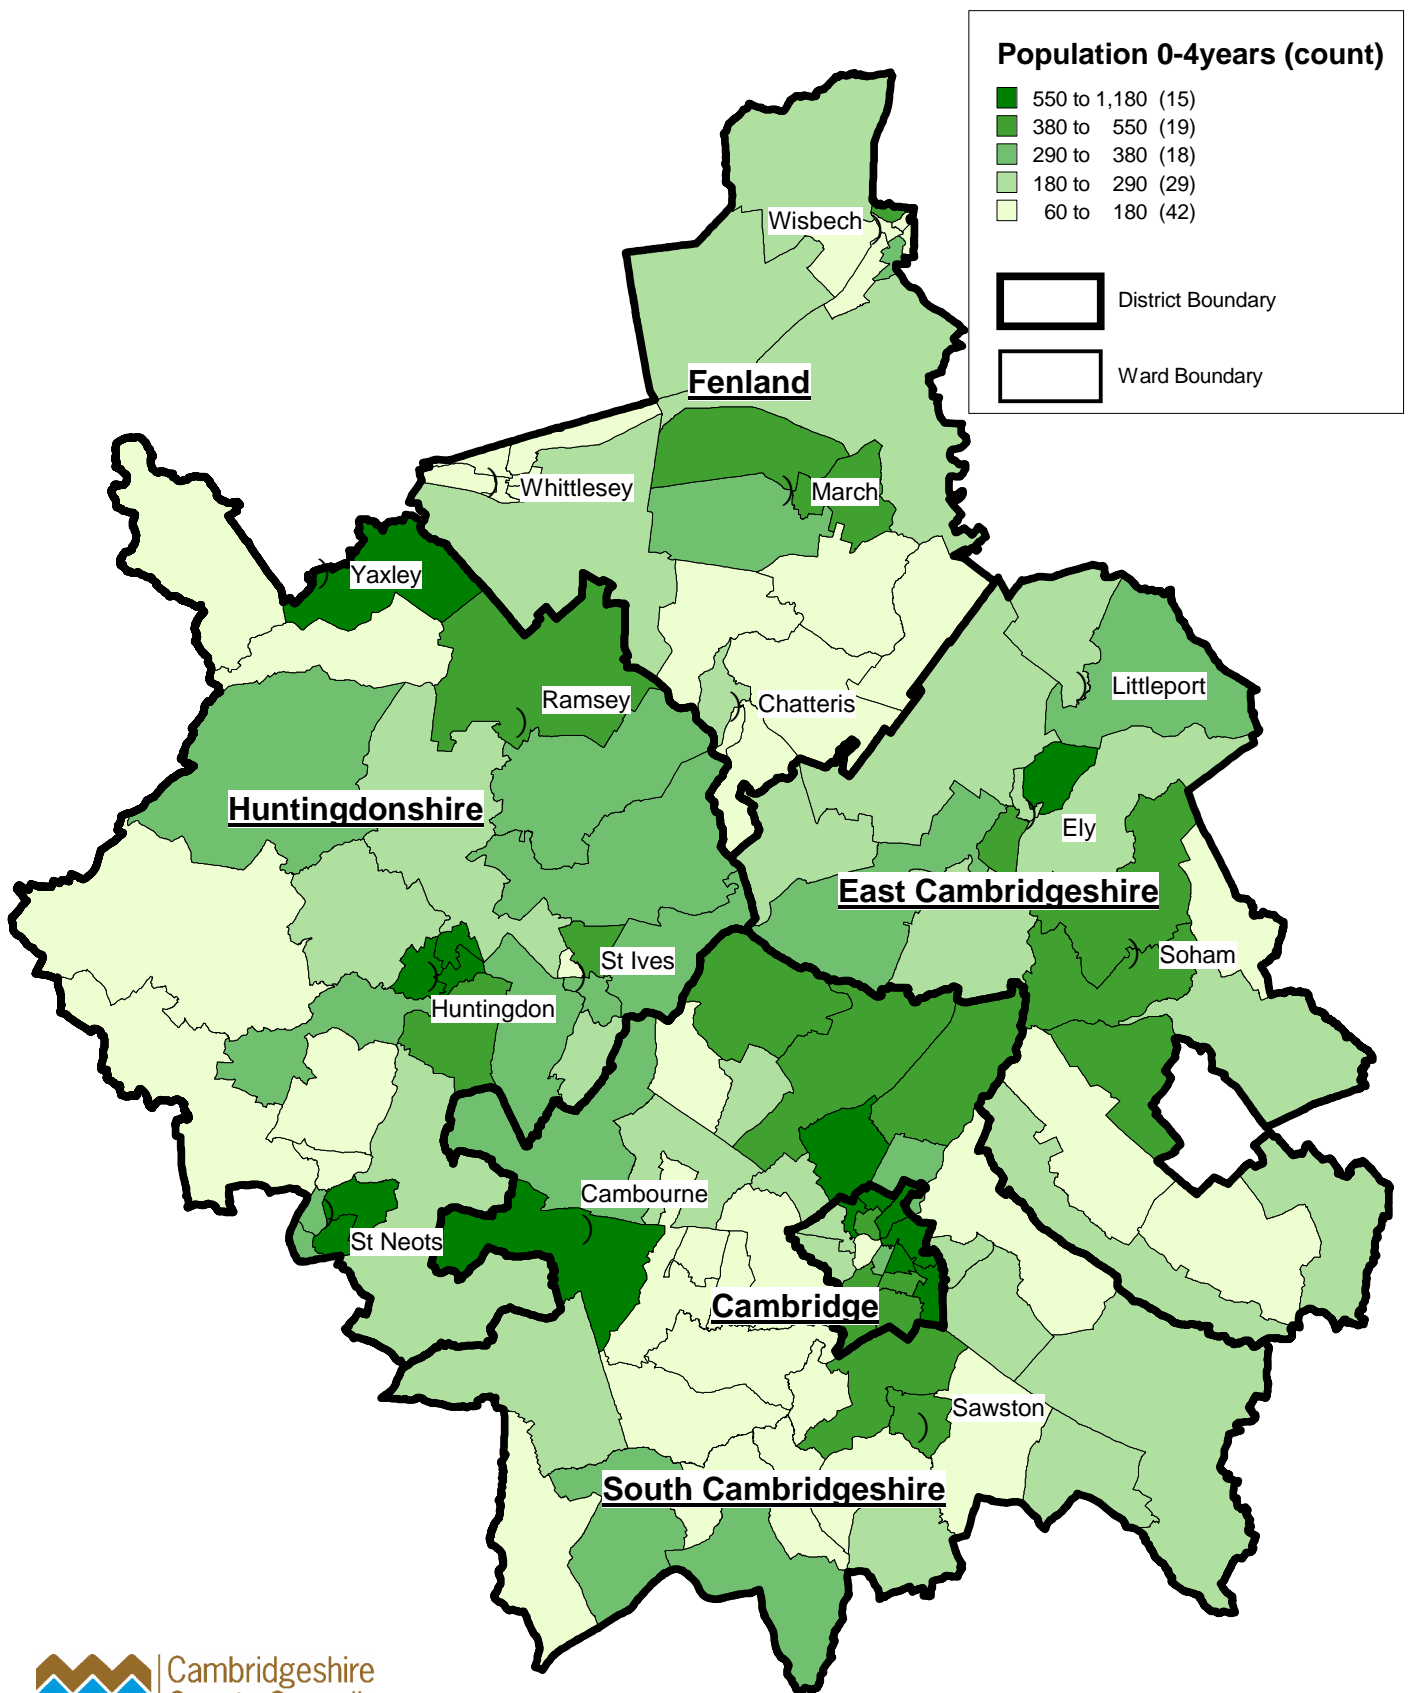 Population 0-4years (count)
550 to 1,180 (15)
380 to 550 (19)
290 to 380 (18)
180 to 290 (29)
60 to 180 (42)
District Boundary
Ward Boundary
Wisbech
Fenland
Whittlesey
March
Yaxley
Ramsey
Chatteris
Littleport
Huntingdonshire
Ely
East Cambridgeshire
St Ives
Soham
Huntingdon
Cambourne
St Neots
Cambridge
Sawston
South Cambridgeshire
Cambridgeshire